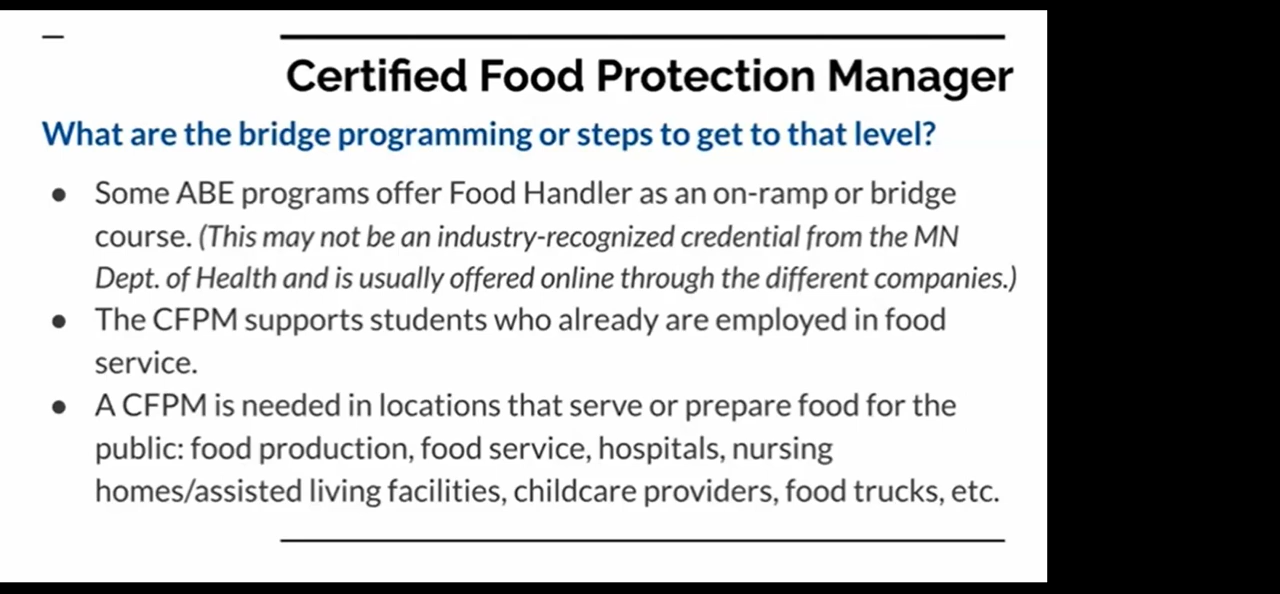 Certified Food Protection Manager
What are the bridge programming or steps to get to that level?
● Some ABE programs offer Food Handler as an on-ramp or bridge
course. (This may not be an industry-recognized credential from the MN
Dept. of Health and is usually offered online through the different companies.)
● The CFPM supports students who already are employed in food
service.
● A CFPM is needed in locations that serve or prepare food for the
public: food production, food service, hospitals, nursing
homes/assisted living facilities, childcare providers, food trucks, etc.